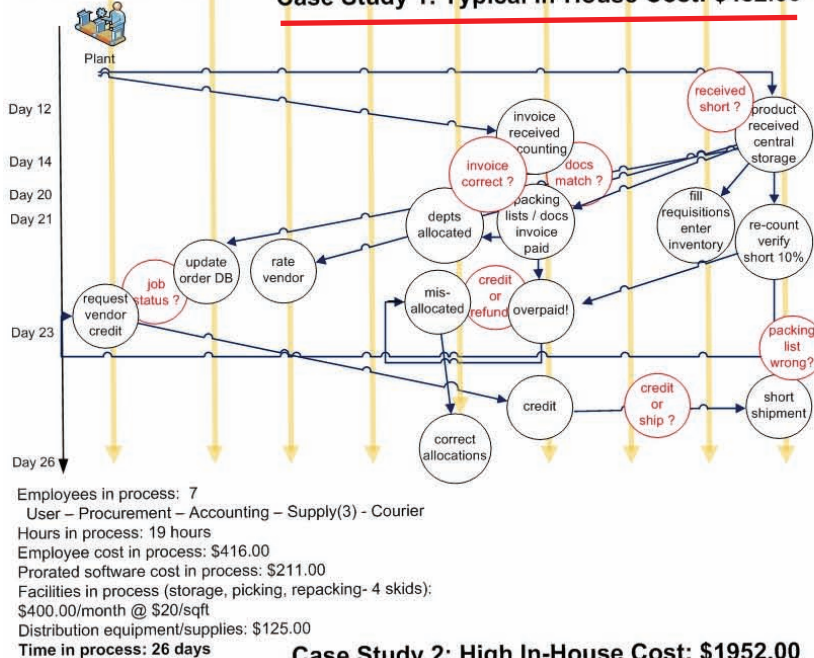 Plant
Day 12
Day 14
Day 20
Day 21
Day 23
Day 26
received
short ?
product
received
central
storage
invoice
received
invoice
correct ?
docs
match ?
packing
lists / docs
invoice
paid
depts
allocated
fill
requisitions
enter
inventory
re-count
verify
short 10%
update
order DB
rate
vendor
job
status ?
request
vendor
credit
mis-
allocated
credit
or
refund
overpaid!
packing
list
wrong?
credit
credit
or
ship ?
short
shipment
correct
allocations
Employees in process: 7
User – Procurement – Accounting – Supply(3) - Courier
Hours in process: 19 hours
Employee cost in process: $416.00
Prorated software cost in process: $211.00
Facilities in process (storage, picking, repacking- 4 skids):
$400.00/month @ $20/sqft
Distribution equipment/supplies: $125.00
Time in process: 26 days
Case Study 2: High In-House Cost: $1952.00